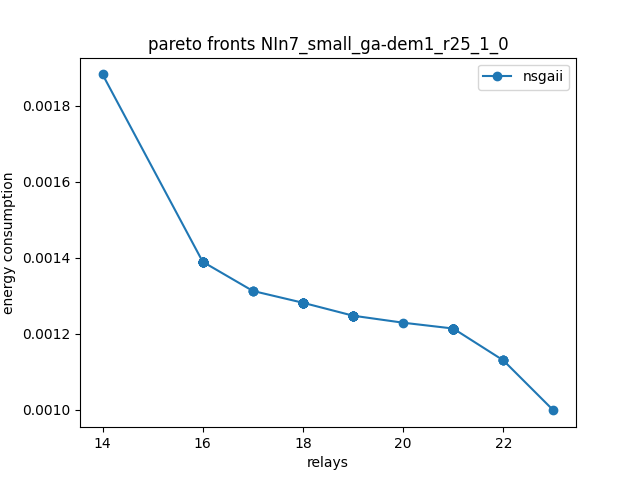 pareto fronts NIn7_small_ga-dem1_r25_1_0
nsgaii
energy consumption
0.0018
0.0016
0.0014
0.0012
0.0010
14 16 18 20 22
relays